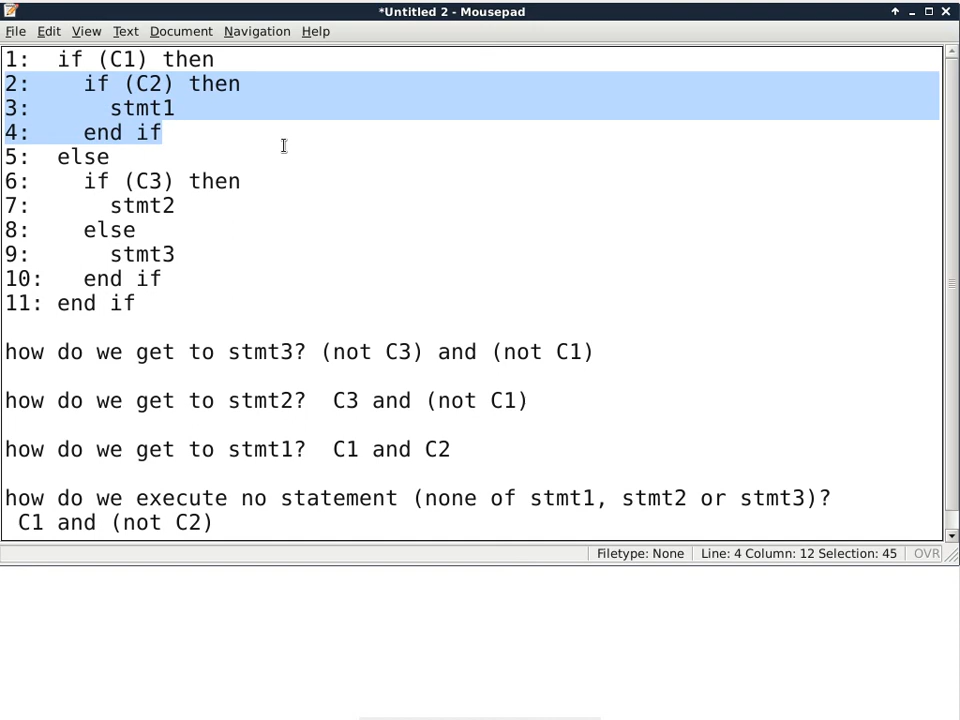 *Untitled 2 - Mousepad
File Edit View Text Document Navigation Help
1:  if (C1) then
2:    if (C2) then
3:      stmt1
4:    end if
5:  else
6:    if (C3) then
7:      stmt2
8:    else
9:      stmt3
10:   end if
11: end if
how do we get to stmt3? (not C3) and (not C1)
how do we get to stmt2?  C3 and (not C1)
how do we get to stmt1?  C1 and C2
how do we execute no statement (none of stmt1, stmt2 or stmt3)?
 C1 and (not C2)
Filetype: None Line: 4 Column: 12 Selection: 45 OVR